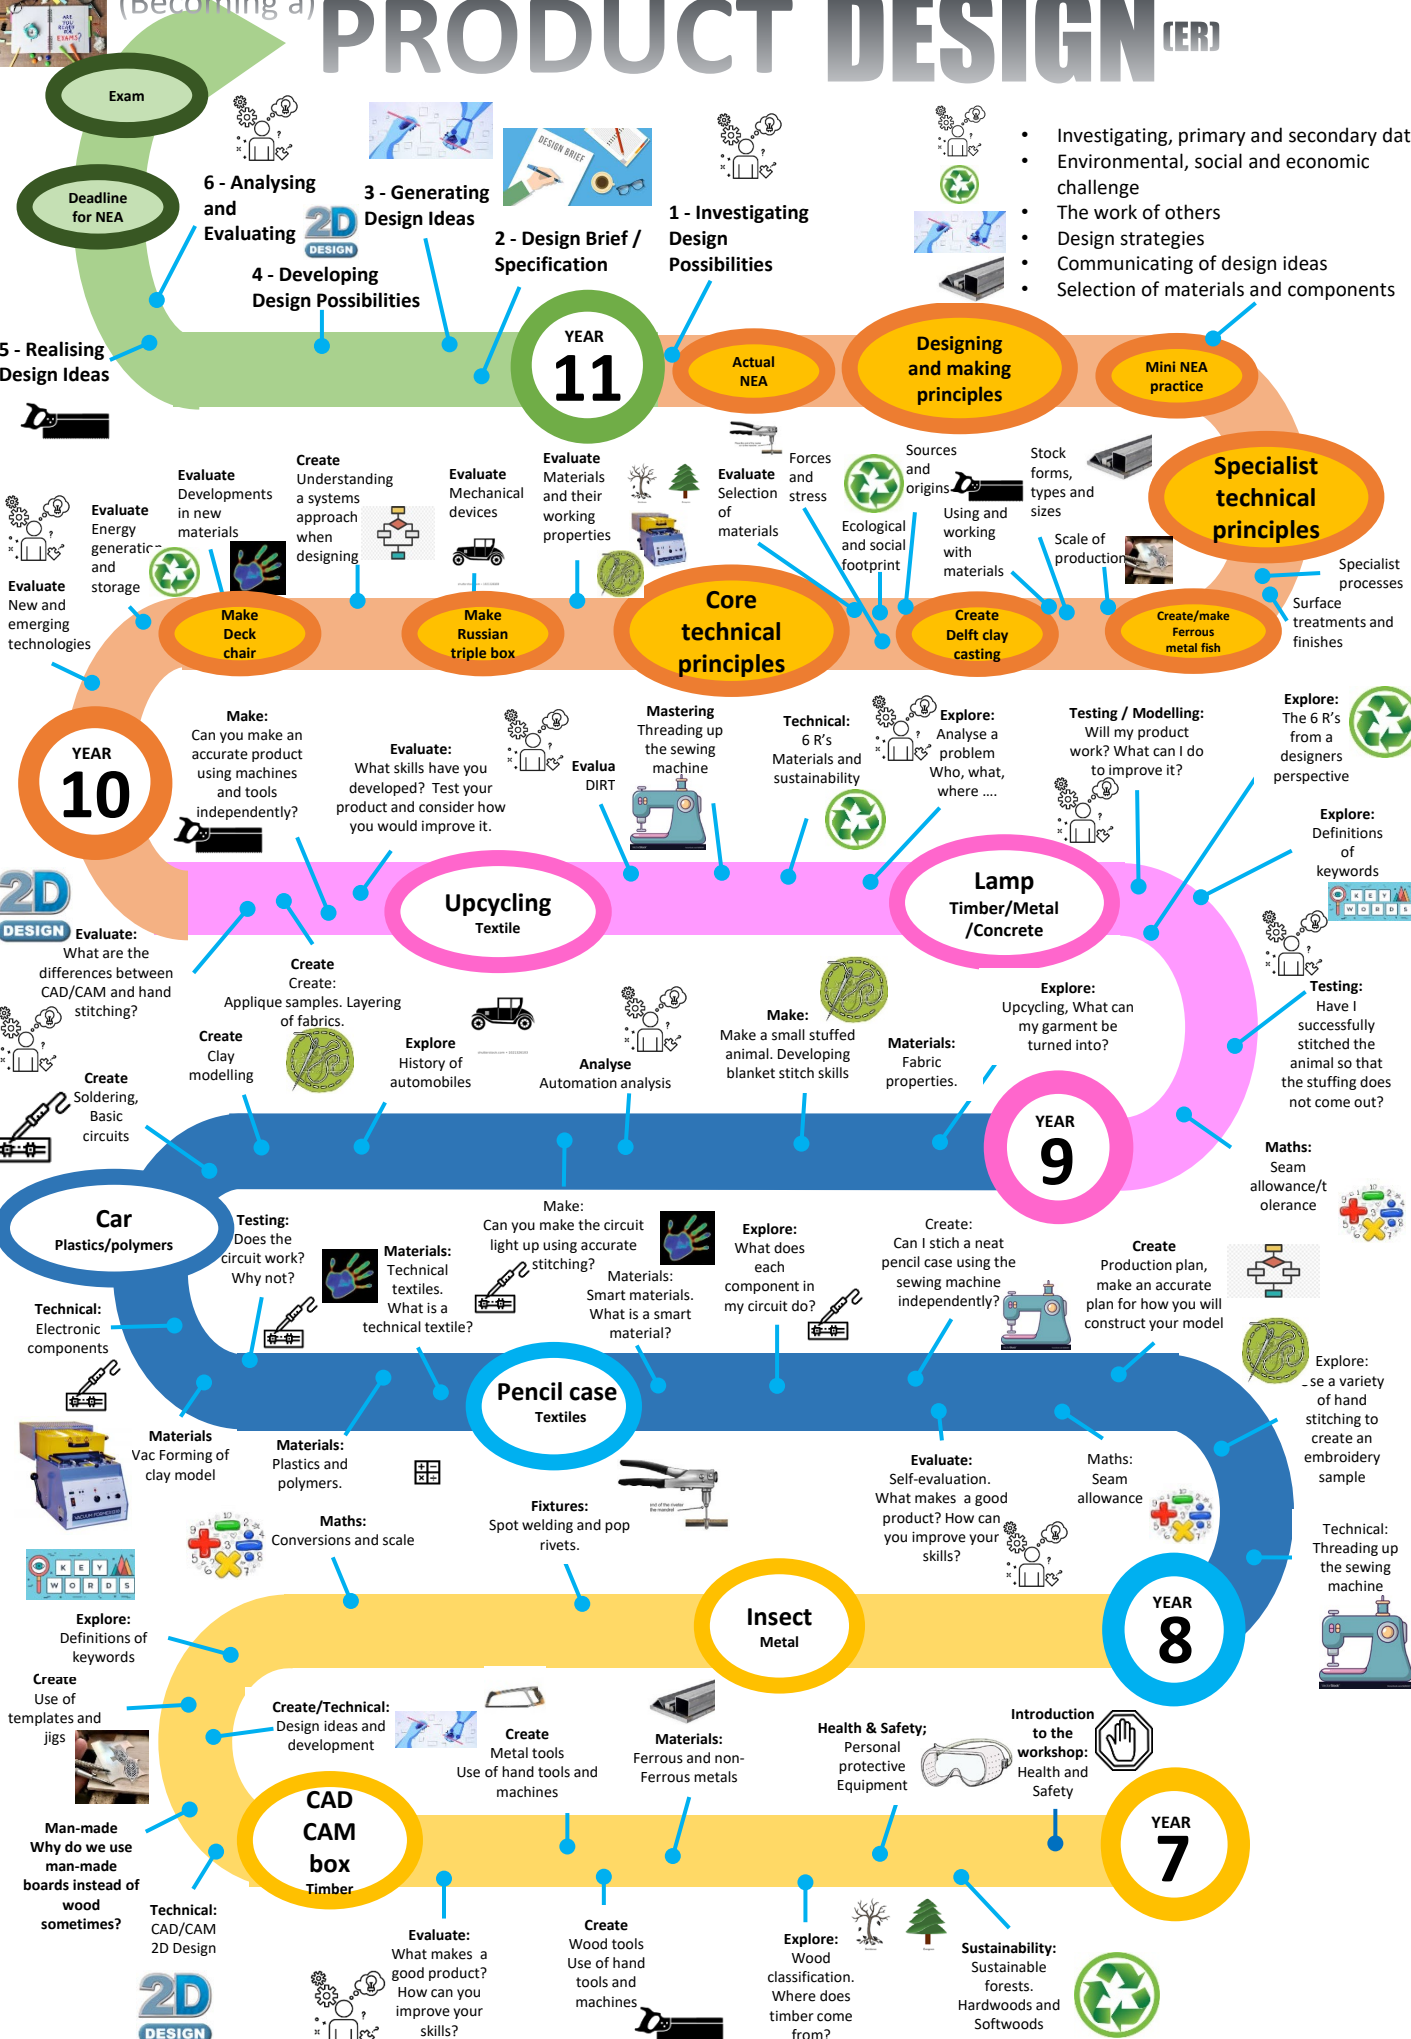 (Becoming a)
PRODUCT DESIGN (ER)
ARE
YOU
READY
FOR
EXAMS?
Exam
Deadline
for NEA
6 - Analysing
and
Evaluating
2D
DESIGN
3 - Generating
Design Ideas
4 - Developing
Design Possibilities
DESIGN BRIEF
2 - Design Brief /
Specification
1 - Investigating
Design
Possibilities
• Investigating, primary and secondary dat
• Environmental, social and economic
challenge
• The work of others
• Design strategies
• Communicating of design ideas
• Selection of materials and components
5 - Realising
Design Ideas
YEAR
11
Actual
NEA
Designing
and making
principles
Mini NEA
practice
Specialist
technical
principles
Evaluate
New and
emerging
technologies
Evaluate
Energy
generation
and
storage
Evaluate
Developments
in new
materials
Create
Understanding
a systems
approach
when
designing
Evaluate
Mechanical
devices
Evaluate
Materials
and their
working
properties
Evaluate
Selection
of
materials
Forces
and
stress
Ecological
and social
footprint
Sources
and
origins
Using and
working
with
materials
Stock
forms,
types and
sizes
Scale of
production
Specialist
processes
Surface
treatments and
finishes
Make
Deck
chair
Make
Russian
triple box
Core
technical
principles
Create
Delft clay
casting
Create/make
Ferrous
metal fish
YEAR
10
Make:
Can you make an
accurate product
using machines
and tools
independently?
Evaluate:
What skills have you
developed? Test your
product and consider how
you would improve it.
Evalua
DIRT
Mastering
Threading up
the sewing
machine
Technical:
6 R's
Materials and
sustainability
Explore:
Analyse a
problem
Who, what,
where ....
Testing / Modelling:
Will my product
work? What can I do
to improve it?
Explore:
The 6 R's
from a
designers
perspective
Explore:
Definitions
of
keywords
KEY
WORDS
Upcycling
Textile
Lamp
Timber/Metal
/Concrete
2D
DESIGN
Evaluate:
What are the
differences between
CAD/CAM and hand
stitching?
Create
Create:
Applique samples. Layering
of fabrics.
Create
Clay
modelling
Explore
History of
automobiles
Analyse
Automation analysis
Make:
Make a small stuffed
animal. Developing
blanket stitch skills
Materials:
Fabric
properties.
Explore:
Upcycling, What can
my garment be
turned into?
Testing:
Have I
successfully
stitched the
animal so that
the stuffing does
not come out?
Create
Soldering,
Basic
circuits
YEAR
9
Maths:
Seam
allowance/t
olerance
Car
Plastics/polymers
Testing:
Does the
circuit work?
Why not?
Materials:
Technical
textiles.
What is a
technical textile?
Make:
Can you make the circuit
light up using accurate
stitching?
Materials:
Smart materials.
What is a smart
material?
Explore:
What does
each
component in
my circuit do?
Create:
Can I stich a neat
pencil case using the
sewing machine
independently?
Create
Production plan,
make an accurate
plan for how you will
construct your model
Technical:
Electronic
components
Pencil case
Textiles
Explore:
se a variety
of hand
stitching to
create an
embroidery
sample
Materials
Vac Forming of
clay model
Materials:
Plastics and
polymers.
Fixtures:
Spot welding and pop
rivets.
Evaluate:
Self-evaluation.
What makes a good
product? How can
you improve your
skills?
Maths:
Seam
allowance
Technical:
Threading up
the sewing
machine
Maths:
Conversions and scale
KEY
WORDS
Explore:
Definitions of
keywords
Insect
Metal
YEAR
8
Create
Use of
templates and
jigs
Create/Technical:
Design ideas and
development
Create
Metal tools
Use of hand tools and
machines
Materials:
Ferrous and non-
Ferrous metals
Health & Safety;
Personal
protective
Equipment
Introduction
to the
workshop:
Health and
Safety
CAD
CAM
box
Timber
YEAR
7
Man-made
Why do we use
man-made
boards instead of
wood
sometimes?
Technical:
CAD/CAM
2D Design
2D
DESIGN
Evaluate:
What makes a
good product?
How can you
improve your
skills?
Create
Wood tools
Use of hand
tools and
machines
Explore:
Wood
classification.
Where does
timber come
from?
Sustainability:
Sustainable
forests.
Hardwoods and
Softwoods